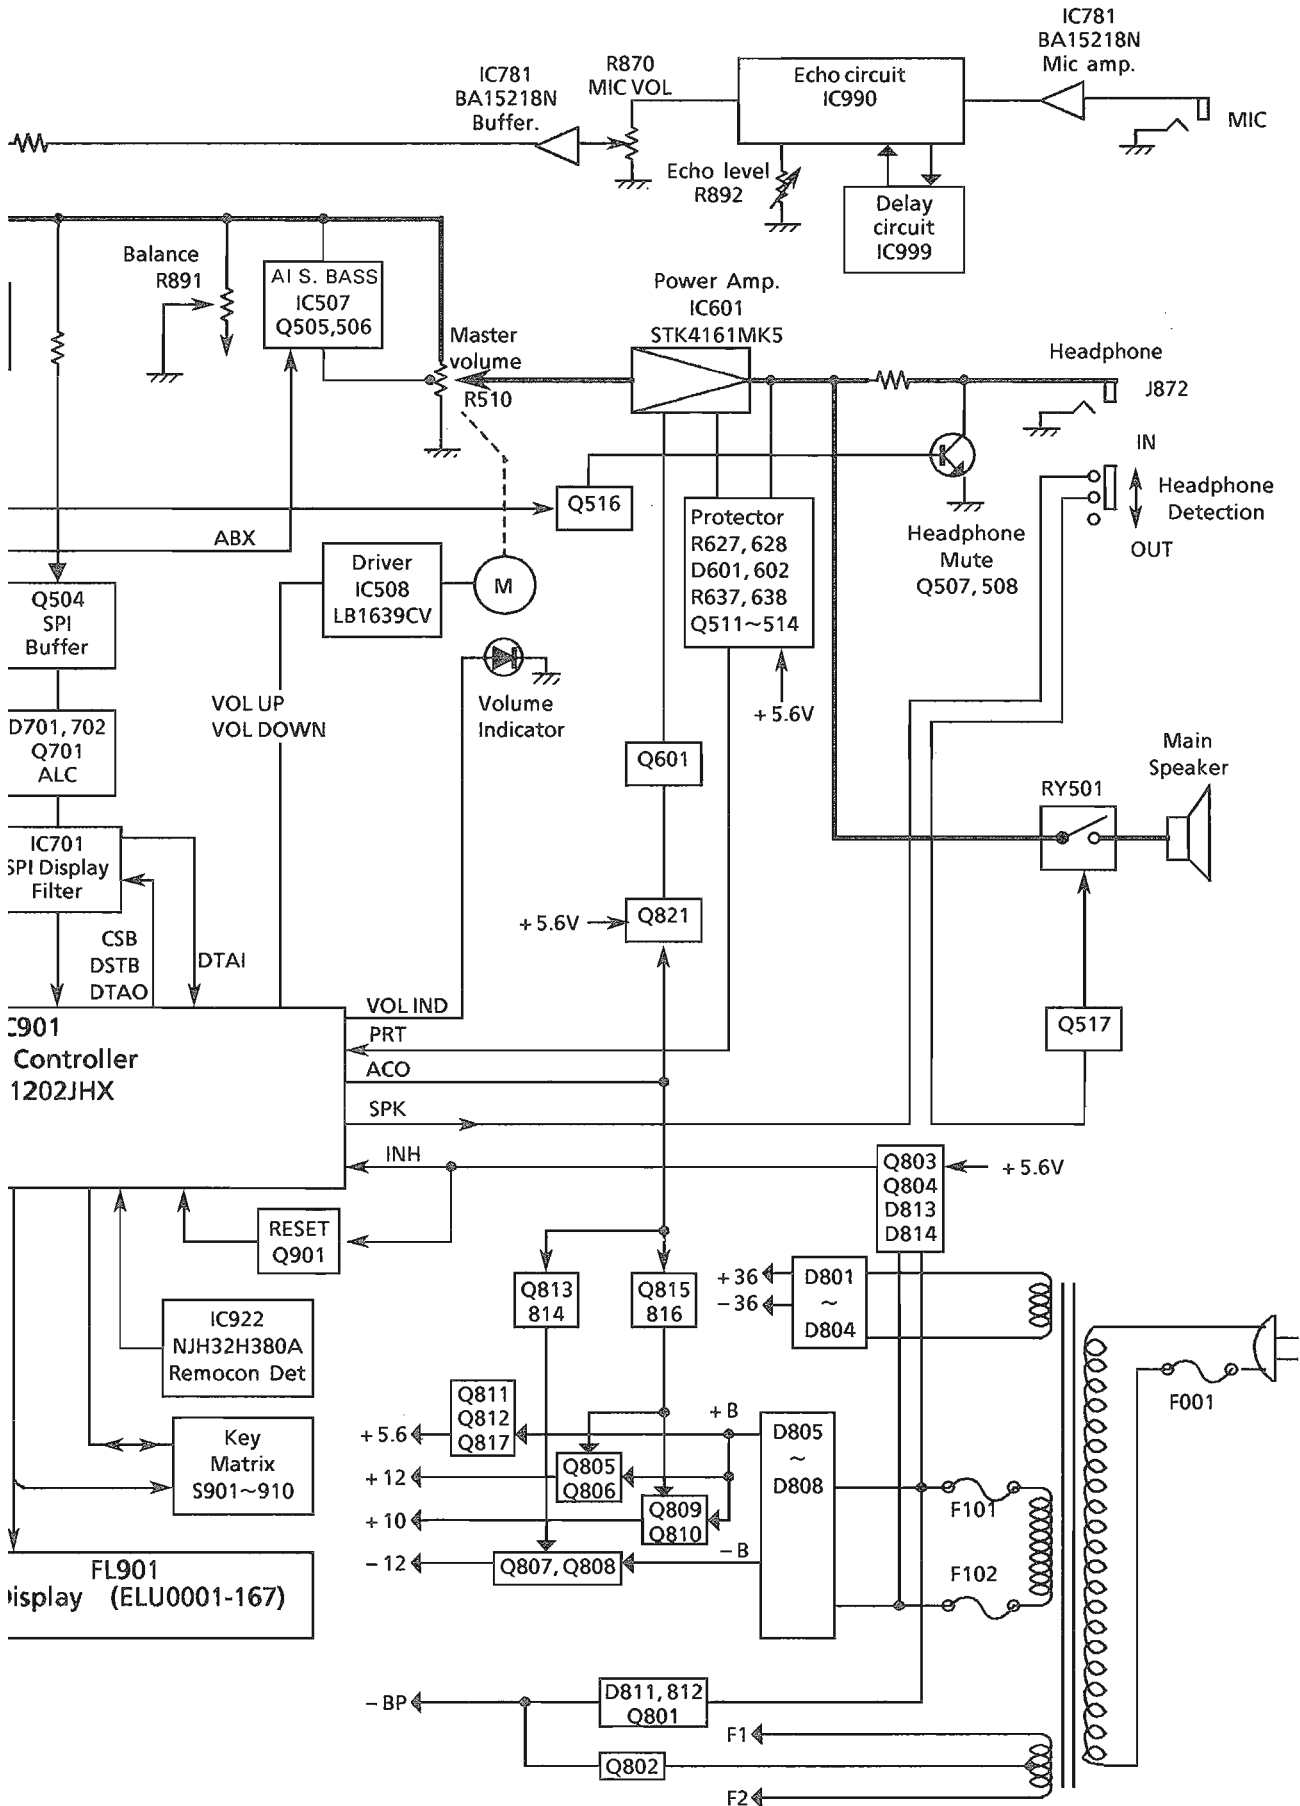 IC781
BA15218N
Mic amp.
MIC
Echo circuit
IC990
R870
MIC VOL
IC781
BA15218N
Buffer.
Echo level
R892
Delay
circuit
IC999
Balance
R891
AI S. BASS
IC507
Q505,506
Master
volume
R510
Power Amp.
IC601
STK4161MK5
Headphone
J872
IN
Headphone
Detection
OUT
Q516
ABX
Headphone
Mute
Q507, 508
Protector
R627, 628
D601, 602
R637, 638
Q511~514
+5.6V
Driver
IC508
LB1639CV
M
Q504
SPI
Buffer
Volume
Indicator
VOL UP
VOL DOWN
D701, 702
Q701
ALC
Q601
Main
Speaker
RY501
IC701
SPI Display
Filter
+5.6V
Q821
CSB
DSTB
DTAO
DTAI
Q517
C901
Controller
1202JHX
VOL IND
PRT
ACO
SPK
INH
Q803
Q804
D813
D814
+5.6V
RESET
Q901
Q813
814
Q815
816
+36
-36
D801
~
D804
IC922
NJH32H380A
Remocon Det
F001
Q811
Q812
Q817
+5.6
+B
D805
~
D808
Key
Matrix
S901~910
+12
Q805
Q806
+10
Q809
Q810
F101
-12
Q807, Q808
-B
F102
FL901
Display (ELU0001-167)
-BP
D811, 812
Q801
F1
Q802
F2